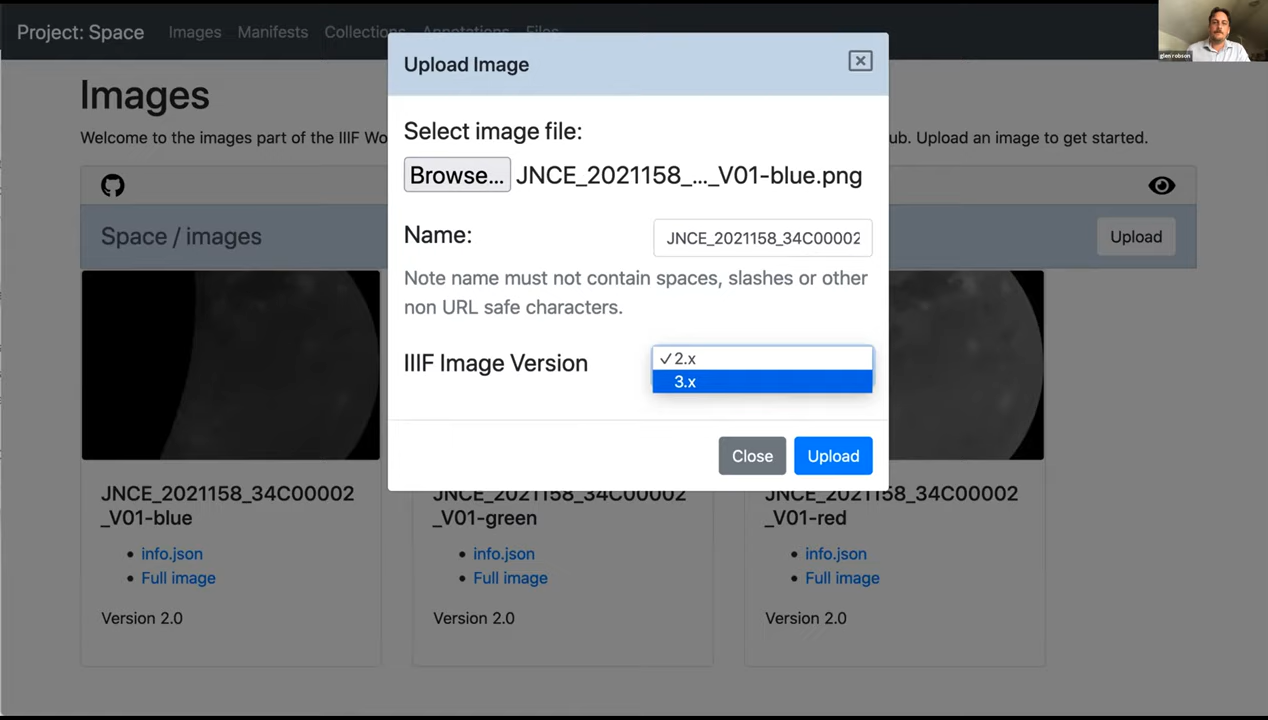 Project: Space Images Manifests Collections Annotations Files
glen robson
Upload Image
Images
Select image file:
Welcome to the images part of the IIIF Wo
ub. Upload an image to get started.
Browse... JNCE_2021158_..._V01-blue.png
Space / images
Upload
Name: JNCE_2021158_34C00002
Note name must not contain spaces, slashes or other
non URL safe characters.
IIIF Image Version
✓ 2.x
3.x
Close Upload
JNCE_2021158_34C00002
_V01-blue
info.json
Full image
Version 2.0
JNCE_2021158_34C00002
_V01-green
info.json
Full image
Version 2.0
JNCE_2021158_34C00002
_V01-red
info.json
Full image
Version 2.0